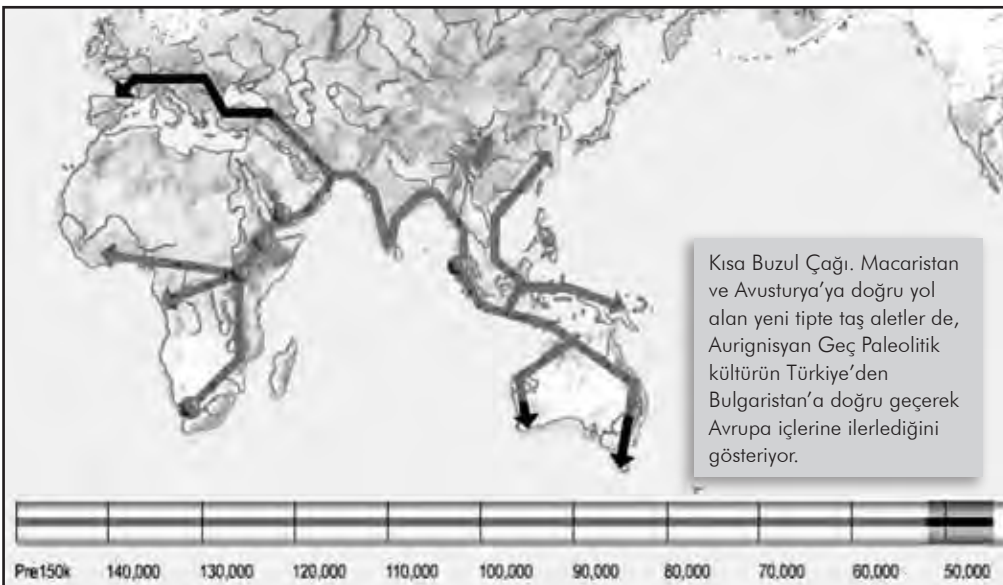 Kısa Buzul Çağı. Macaristan
ve Avusturya’ya doğru yol
alan yeni tipte taş aletler de,
Aurignisyan Geç Paleolitik
kültürün Türkiye’den
Bulgaristan’a doğru geçerek
Avrupa içlerine ilerlediğini
gösteriyor.
Pre150k 140,000 130,000 120,000 110,000 100,000 90,000 80,000 70,000 60,000 50,000